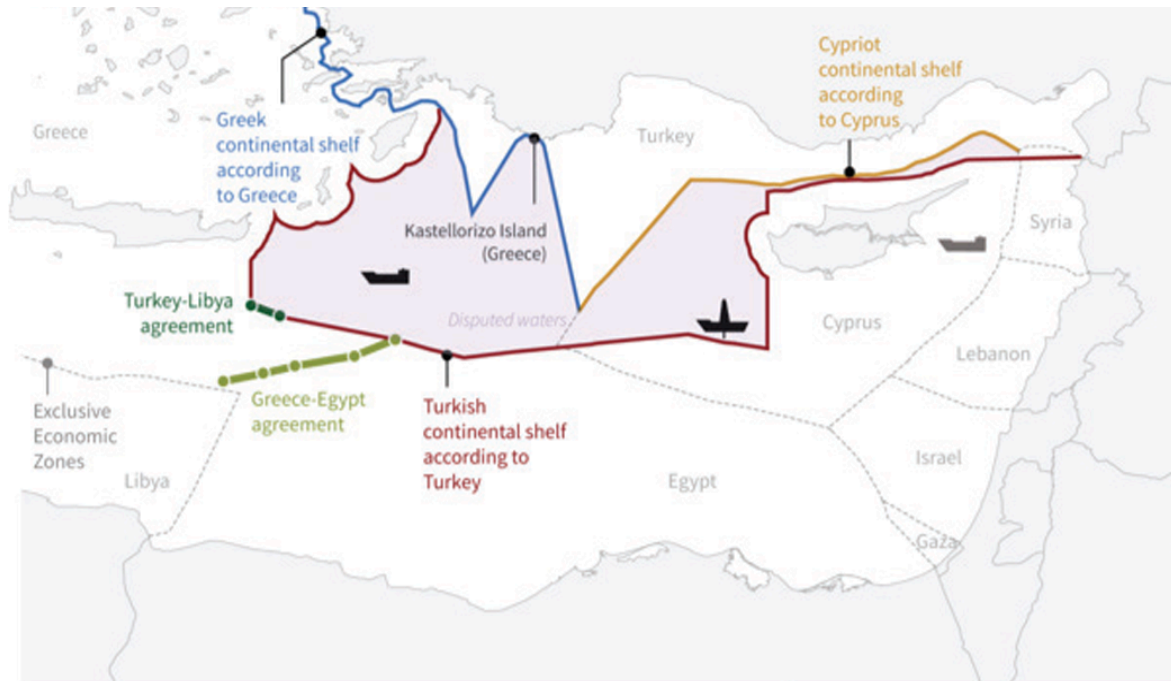 Cypriot
continental shelf
according
to Cyprus
Greece
Greek
continental shelf
according
to Greece
Turkey
Kastellorizo Island
(Greece)
Syria
Turkey-Libya
agreement
Disputed waters
Cyprus
Lebanon
Exclusive
Economic
Zones
Greece-Egypt
agreement
Turkish
continental shelf
according to
Turkey
Libya
Egypt
Israel
Gaza